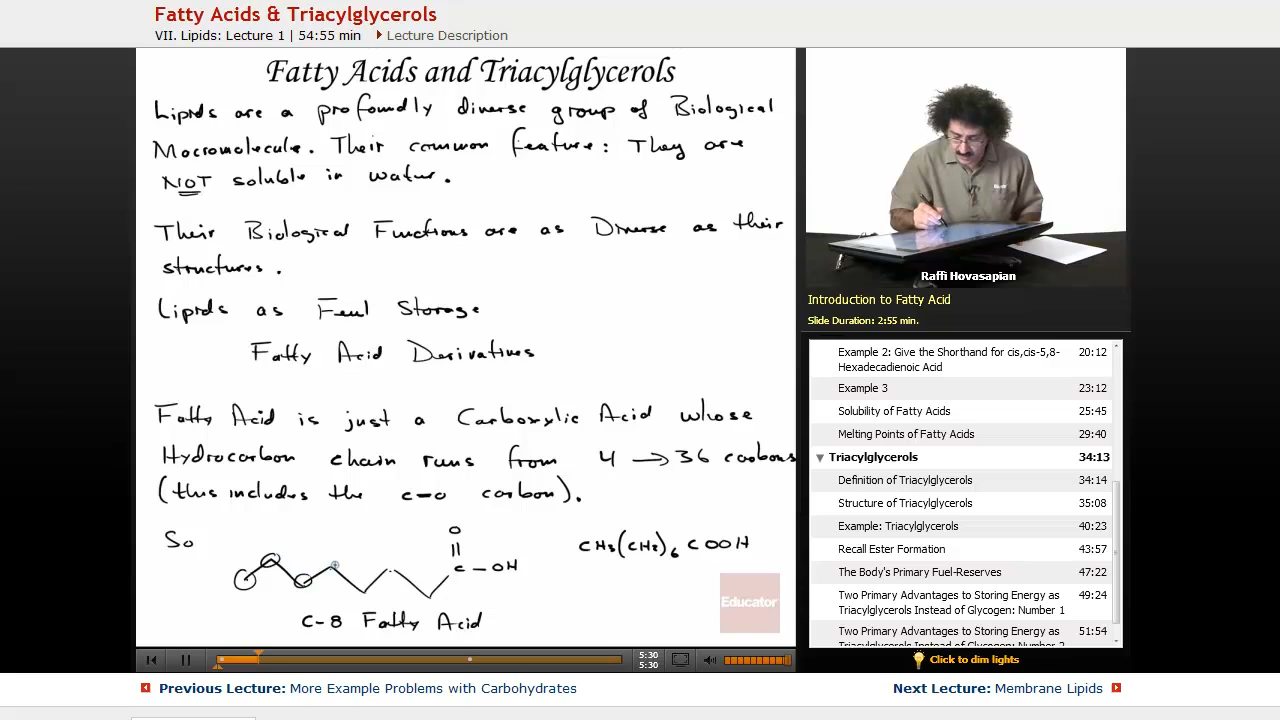 Fatty Acids & Triacylglycerols
VII. Lipids: Lecture 1 | 54:55 min
Lecture Description
Fatty Acids and Triacylglycerols
Lipids are a profoundly diverse group of Biological
Macromolecule. Their common feature: They are
NOT soluble in water.
Their Biological Functions are as Diverse as their
structures.
Lipids as Fuel Storage
Fatty Acid Derivatives
Fatty Acid is just a Carboxylic Acid whose
Hydrocarbon chain runs from 4 → 36 carbons
(this includes the C=O carbon).
So
O
C - OH
CH3(CH2)6 COOH
C-8 Fatty Acid
Educator
Raffi Hovasapian
Introduction to Fatty Acid
Slide Duration: 2:55 min.
Example 2: Give the Shorthand for cis,cis-5,8-
Hexadecadienoic Acid 20:12
Example 3 23:12
Solubility of Fatty Acids 25:45
Melting Points of Fatty Acids 29:40
Triacylglycerols 34:13
Definition of Triacylglycerols 34:14
Structure of Triacylglycerols 35:08
Example: Triacylglycerols 40:23
Recall Ester Formation 43:57
The Body's Primary Fuel-Reserves 47:22
Two Primary Advantages to Storing Energy as 49:24
Triacylglycerols Instead of Glycogen: Number 1
Two Primary Advantages to Storing Energy as 51:54
Triacylglycerols Instead of Glycogen: Number 2
5:30
5:30
Click to dim lights
Previous Lecture: More Example Problems with Carbohydrates
Next Lecture: Membrane Lipids